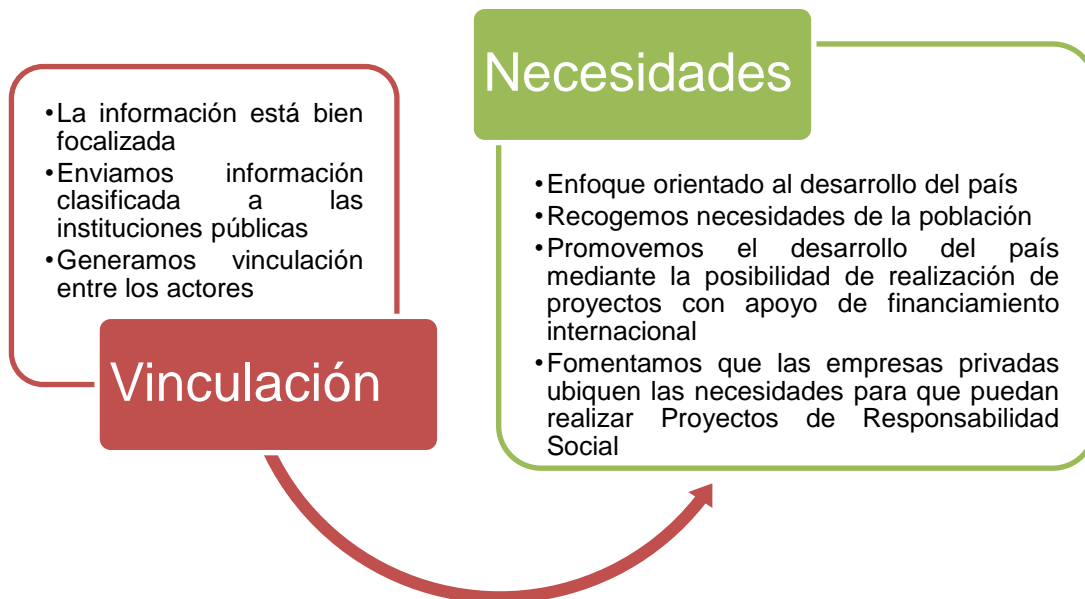 •La información está bien
focalizada
•Enviamos información
clasificada a las
instituciones públicas
•Generamos vinculación
entre los actores
Vinculación
Necesidades
•Enfoque orientado al desarrollo del país
•Recogemos necesidades de la población
•Promovemos el desarrollo del país
mediante la posibilidad de realización de
proyectos con apoyo de financiamiento
internacional
•Fomentamos que las empresas privadas
ubiquen las necesidades para que puedan
realizar Proyectos de Responsabilidad
Social